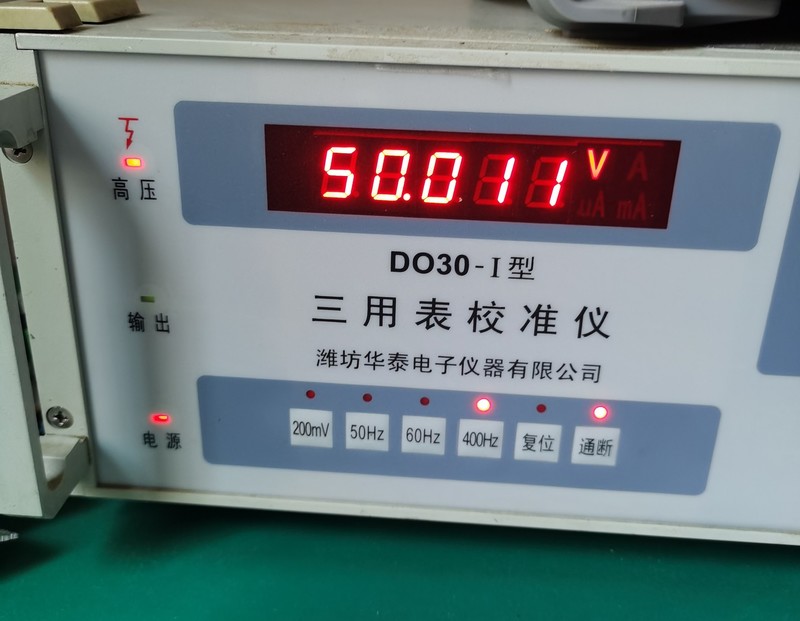 50.011 V A
uA mA
高压
DO30-I型
三用表校准仪
输出
潍坊华泰电子仪器有限公司
电源
200mV 50Hz 60Hz 400Hz 复位 通断